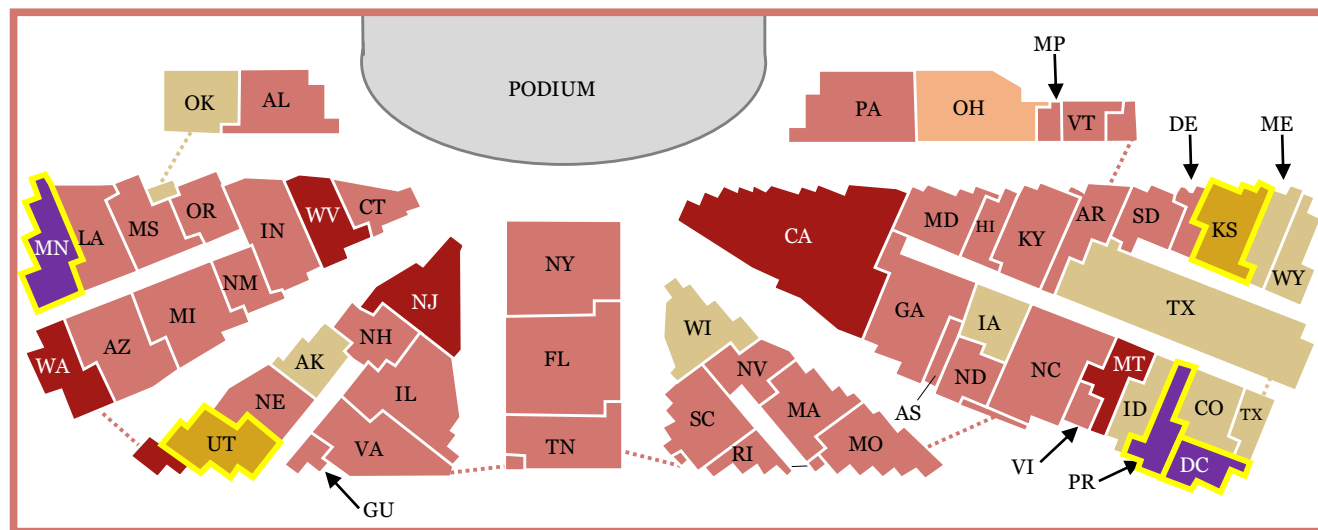 MP
PODIUM
OK
AL
PA
OH
VT
DE
ME
MN
LA
MS
OR
IN
WV
CT
CA
MD
HI
KY
AR
SD
KS
WY
NM
NY
NJ
MI
AZ
WA
TX
GA
IA
WI
NH
AK
FL
NV
ND
NC
MT
NE
IL
SC
MA
AS
ID
CO
TX
UT
VA
TN
RI
MO
VI
PR
DC
GU